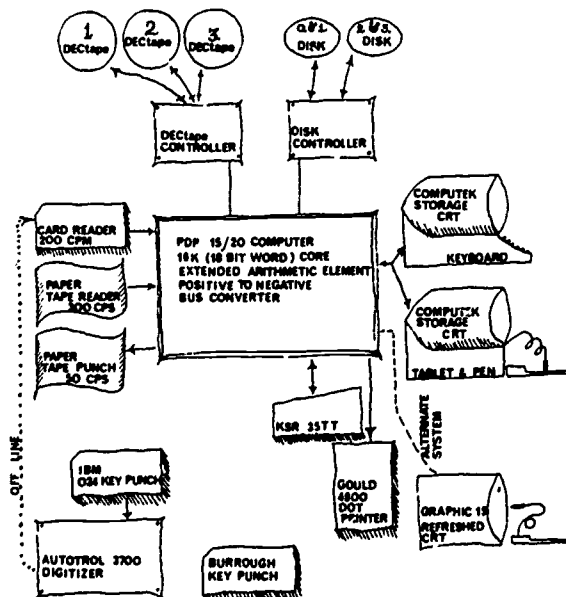 1
DECtape
2
DECtape
3
DECtape
DISK
DISK
DECtape
CONTROLLER
DISK
CONTROLLER
CARD READER
200 CPM
PAPER
TAPE READER
300 CPS
PAPER
TAPE PUNCH
50 CPS
PDP 15/20 COMPUTER
16K (18 BIT WORD) CORE
EXTENDED ARITHMETIC ELEMENT
POSITIVE TO NEGATIVE
BUS CONVERTER
COMPUTEK
STORAGE
CRT
KEYBOARD
COMPUTEK
STORAGE
CRT
TABLET & PEN
KSR 35TT
ALTERNATE
SYSTEM
OFF LINE
IBM
024 KEY PUNCH
GOULD
4800
DOT
PRINTER
GRAPHIC 15
REFRESHED
CRT
AUTOTROL 3700
DIGITIZER
BURROUGH
KEY PUNCH